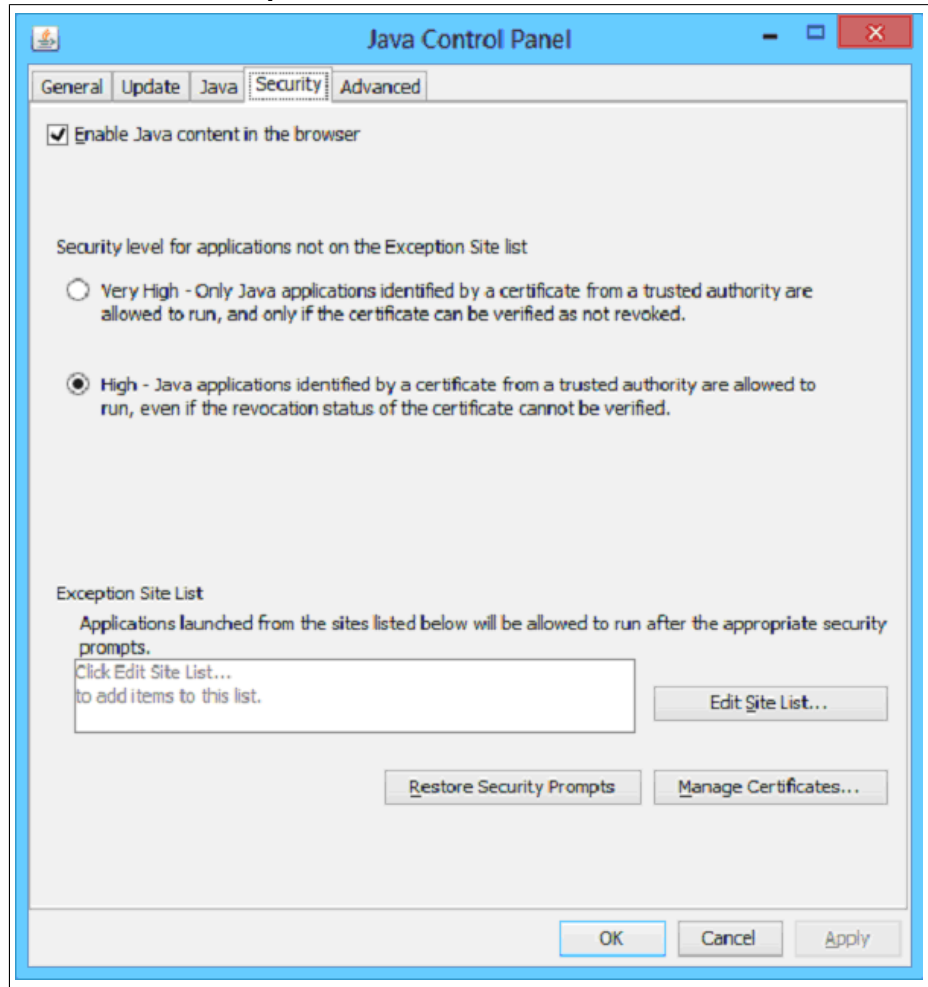 Java Control Panel
General Update Java Security Advanced
Enable Java content in the browser
Security level for applications not on the Exception Site list
Very High - Only Java applications identified by a certificate from a trusted authority are
allowed to run, and only if the certificate can be verified as not revoked.
High - Java applications identified by a certificate from a trusted authority are allowed to
run, even if the revocation status of the certificate cannot be verified.
Exception Site List
Applications launched from the sites listed below will be allowed to run after the appropriate security
prompts.
Click Edit Site List...
to add items to this list.
Edit Site List...
Restore Security Prompts Manage Certificates...
OK Cancel Apply